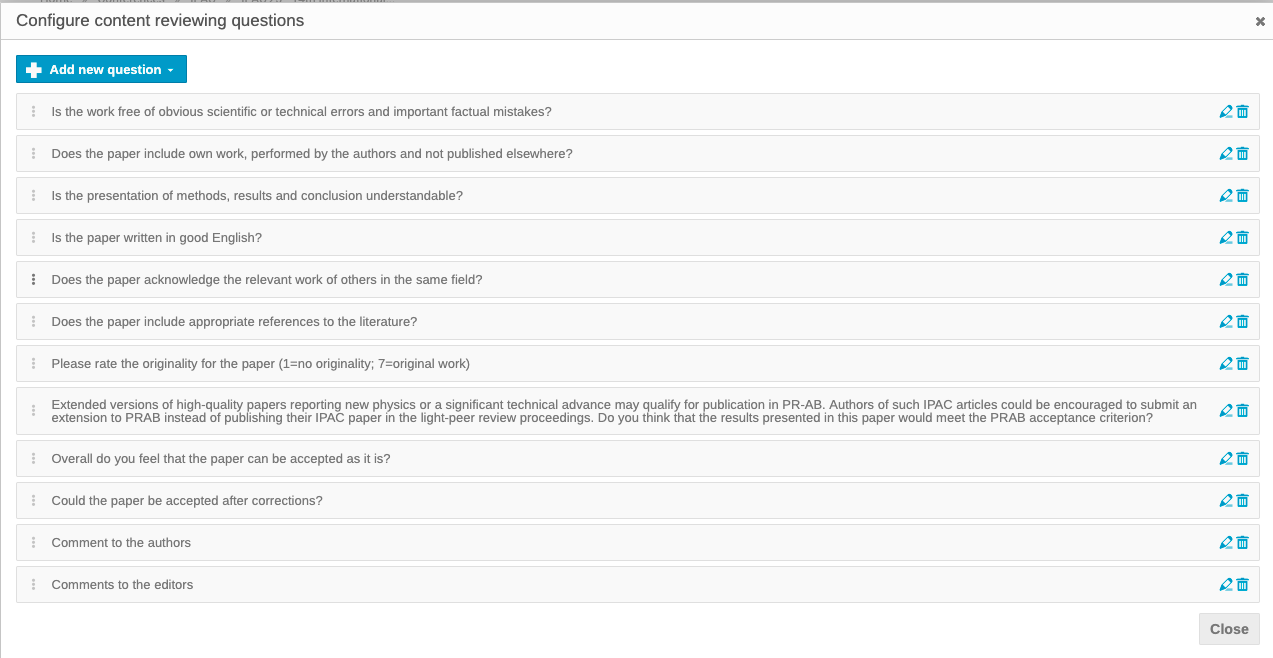 Configure content reviewing questions
Add new question
Is the work free of obvious scientific or technical errors and important factual mistakes?
Does the paper include own work, performed by the authors and not published elsewhere?
Is the presentation of methods, results and conclusion understandable?
Is the paper written in good English?
Does the paper acknowledge the relevant work of others in the same field?
Does the paper include appropriate references to the literature?
Please rate the originality for the paper (1=no originality; 7=original work)
Extended versions of high-quality papers reporting new physics or a significant technical advance may qualify for publication in PR-AB. Authors of such IPAC articles could be encouraged to submit an
extension to PRAB instead of publishing their IPAC paper in the light-peer review proceedings. Do you think that the results presented in this paper would meet the PRAB acceptance criterion?
Overall do you feel that the paper can be accepted as it is?
Could the paper be accepted after corrections?
Comment to the authors
Comments to the editors
Close